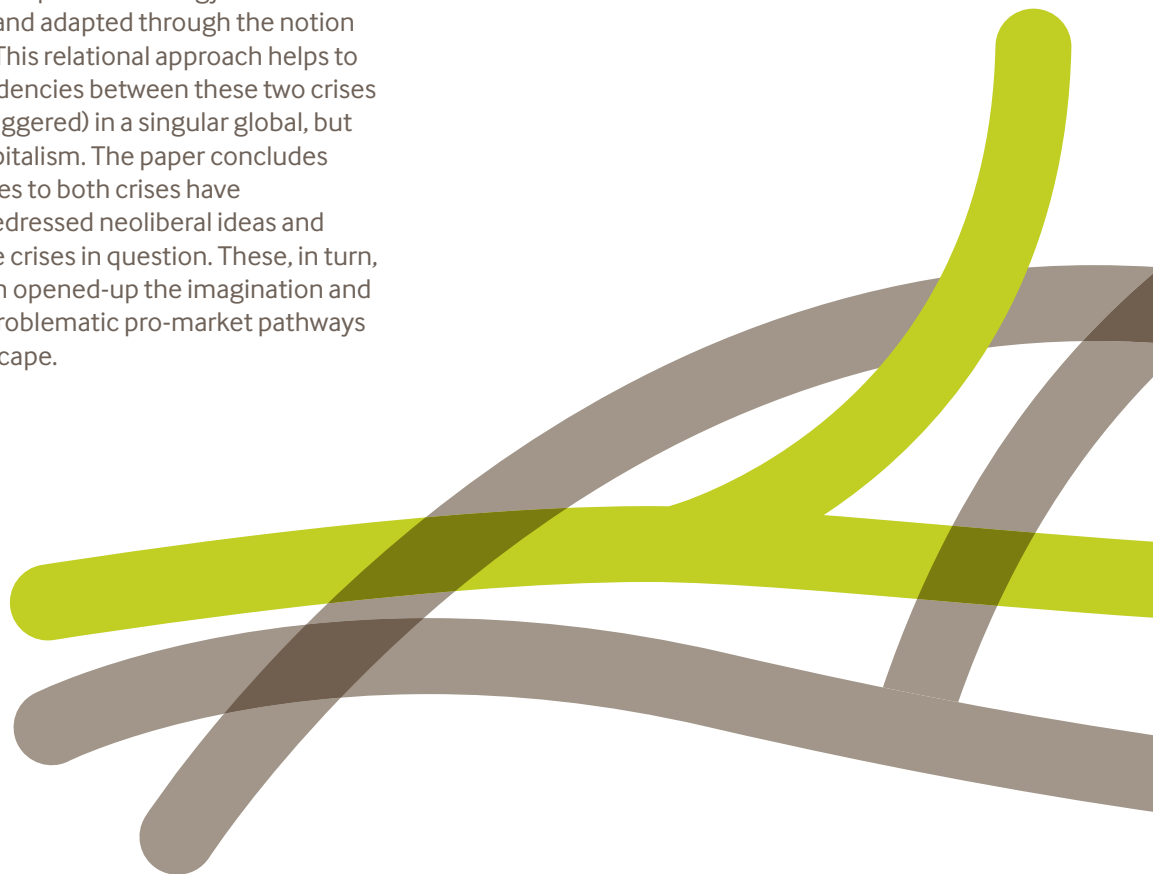 and adapted through the notion
This relational approach helps to
dencies between these two crises
ggered) in a singular global, but
pitalism. The paper concludes
es to both crises have
edressed neoliberal ideas and
e crises in question. These, in turn,
n opened-up the imagination and
roblematic pro-market pathways
cape.